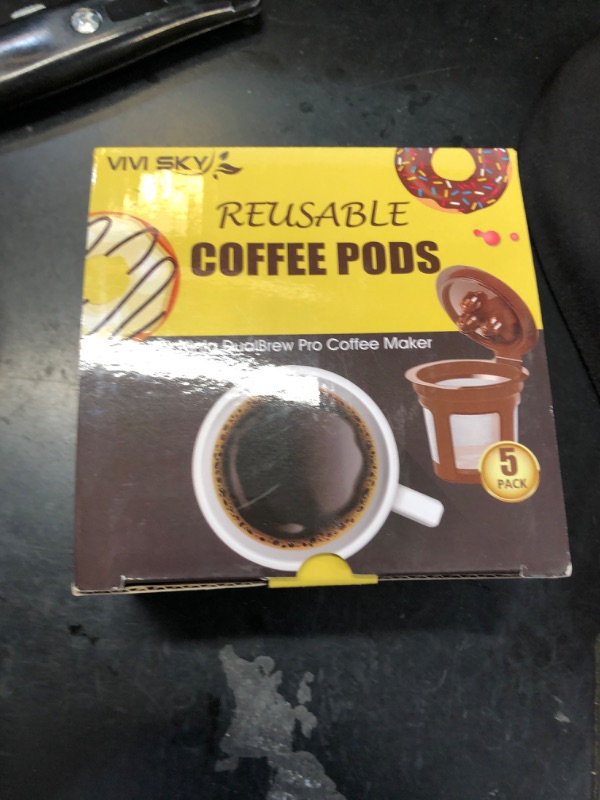 VIVI SKY
REUSABLE
COFFEE PODS
DualBrew Pro Coffee Maker
5
PACK